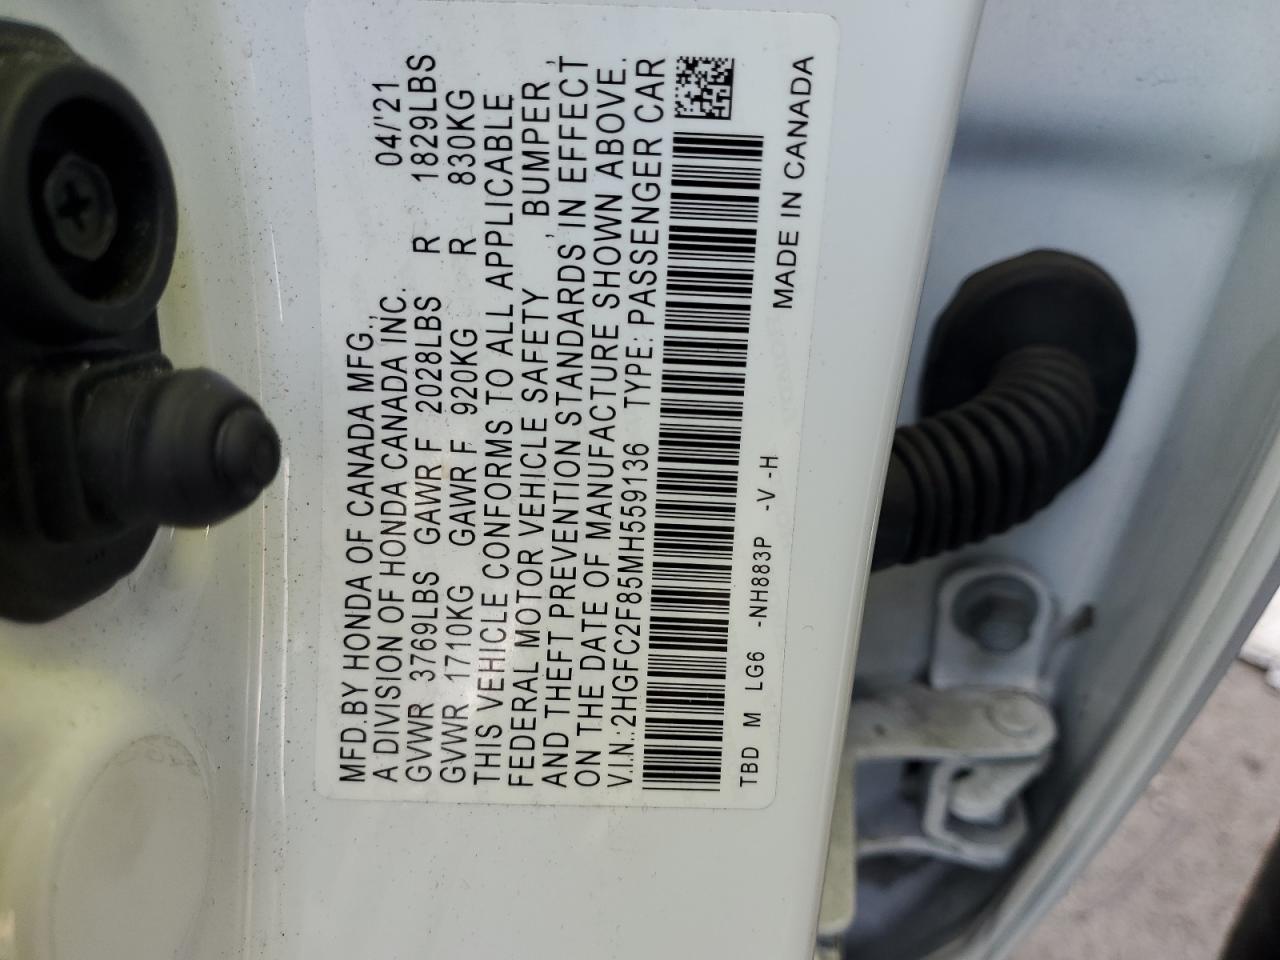 MFD.BY HONDA OF CANADA MFG., 04/'21
A DIVISION OF HONDA CANADA INC.
GVWR 3769LBS GAWR F 2028LBS R 1829LBS
GVWR 1710KG GAWR F 920KG R 830KG
THIS VEHICLE CONFORMS TO ALL APPLICABLE
FEDERAL MOTOR VEHICLE SAFETY , BUMPER ,
AND THEFT PREVENTION STANDARDS IN EFFECT
ON THE DATE OF MANUFACTURE SHOWN ABOVE.
V.I.N.:2HGFC2F85MH559136 TYPE: PASSENGER CAR
TBD M LG6 -NH883P -V -H
MADE IN CANADA